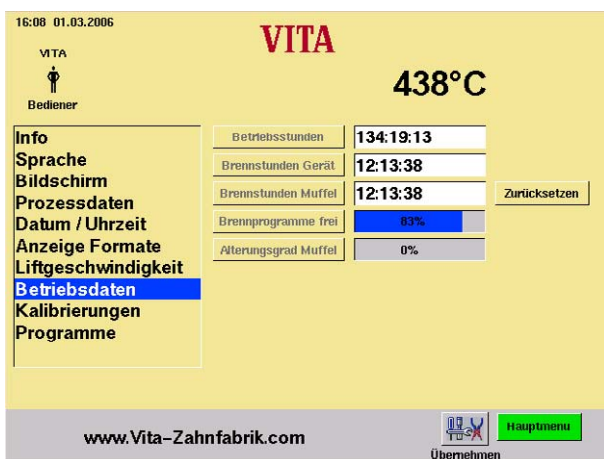 16:08 01.03.2006
VITA
VITA
438°C
Bediener
Info
Sprache
Bildschirm
Prozessdaten
Datum / Uhrzeit
Anzeige Formate
Liftgeschwindigkeit
Betriebsdaten
Kalibrierungen
Programme
Betriebsstunden 134:19:13
Brennstunden Gerät 12:13:38
Brennstunden Muffel 12:13:38 Zurücksetzen
Brennprogramme frei 83%
Alterungsgrad Muffel 0%
www.Vita-Zahnfabrik.com
Hauptmenu
Übernehmen